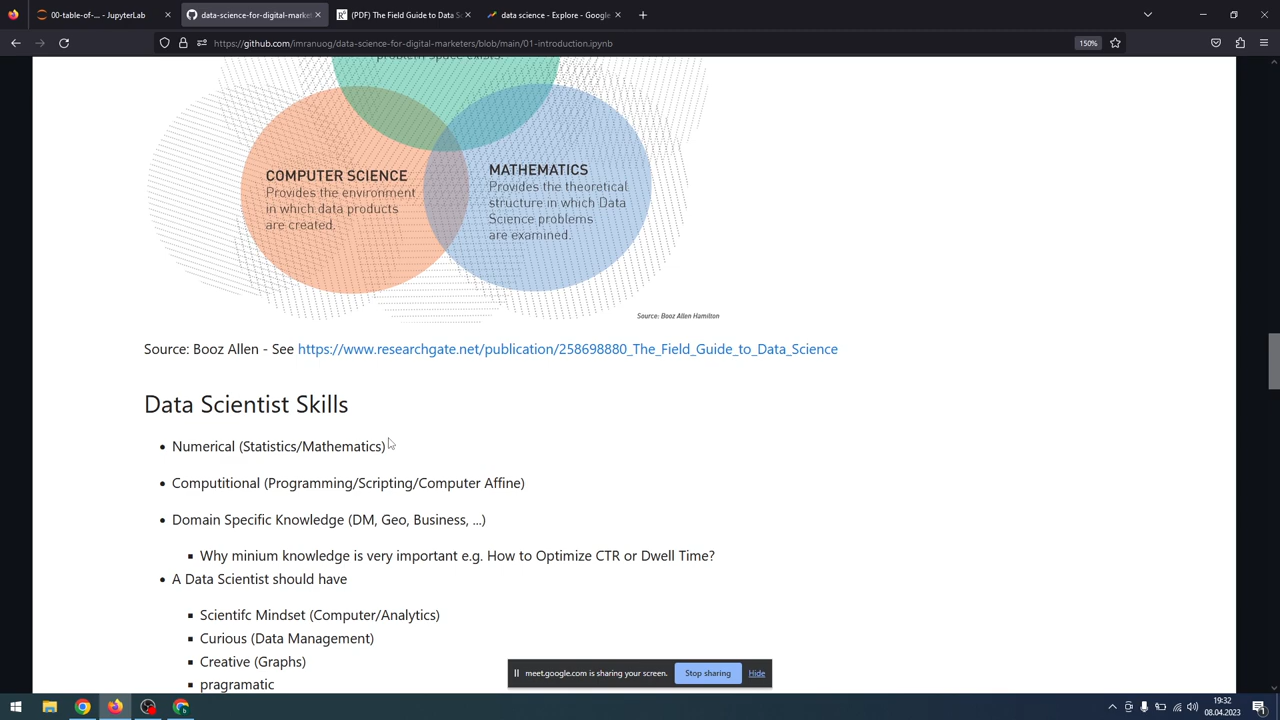 00-table-of-... - JupyterLab
data-science-for-digital-market
(PDF) The Field Guide to Data Sc
data science - Explore - Google
https://github.com/imranuog/data-science-for-digital-marketers/blob/main/01-introduction.ipynb
150%
problem space exists.
COMPUTER SCIENCE
Provides the environment
in which data products
are created.
MATHEMATICS
Provides the theoretical
structure in which Data
Science problems
are examined.
Source: Booz Allen Hamilton
Source: Booz Allen - See https://www.researchgate.net/publication/258698880_The_Field_Guide_to_Data_Science
Data Scientist Skills
Numerical (Statistics/Mathematics)
Computitional (Programming/Scripting/Computer Affine)
Domain Specific Knowledge (DM, Geo, Business, ...)
Why minium knowledge is very important e.g. How to Optimize CTR or Dwell Time?
A Data Scientist should have
Scientifc Mindset (Computer/Analytics)
Curious (Data Management)
Creative (Graphs)
pragramatic
meet.google.com is sharing your screen.
Stop sharing
Hide
19:32
08.04.2023